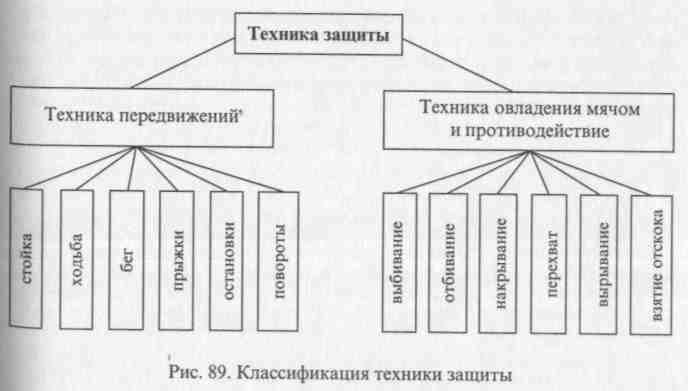 Техника защиты
Техника передвижений
Техника овладения мячом
и противодействие
стойка
ходьба
бег
прыжки
остановки
повороты
выбивание
отбивание
накрывание
перехват
вырывание
взятие отскока
Рис. 89. Классификация техники защиты